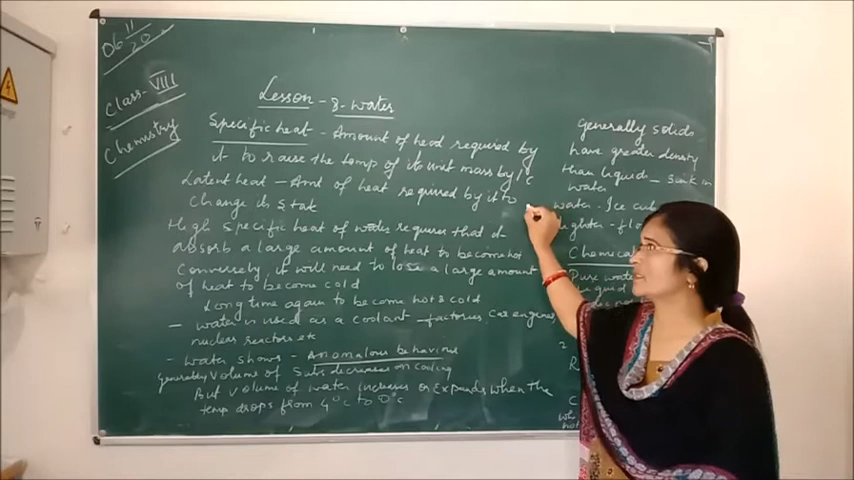 06/11/20
Class - VIII
Chemistry
Lesson - 8 - water
Specific heat - Amount of head required by
it to raise the temp of its unit mass by 1°C
Latent heat - Amt of heat required by it to
Change its state
High Specific heat of water requires that it
absorb a large amount of heat to become hot
Conversely, it will need to lose a large amount
of heat to become cold
Long time again to become hot & cold
- water in used as a coolant - factories, car engines,
nuclear reactors etc
- water shows - Anomalous behaviour
generally volume of Subs decreases on cooling
But volume of water increases or Expands when the
temp drops from 4°C to 0°C
generally solids
have greater density
than liquid - sink in
water
water - Ice cub
lighter - flo
Chemical
Pure water